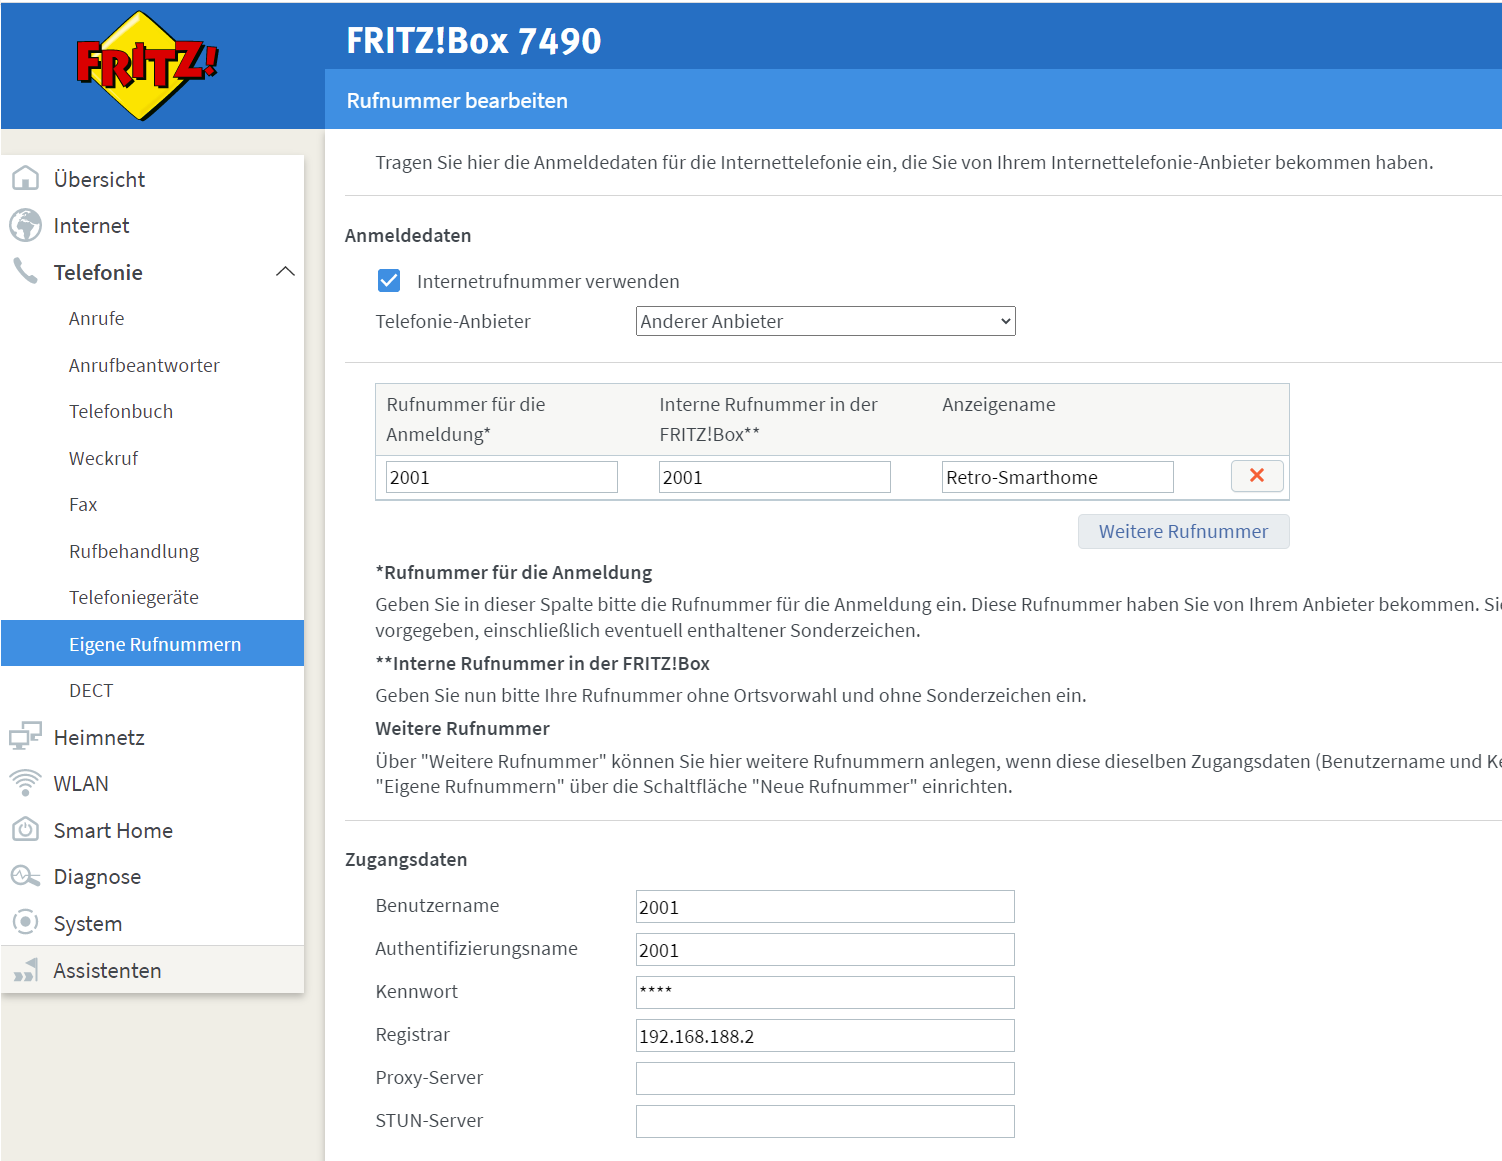 FRITZ!
FRITZ!Box 7490
Rufnummer bearbeiten
Übersicht
Internet
Telefonie
Anrufe
Anrufbeantworter
Telefonbuch
Weckruf
Fax
Rufbehandlung
Telefoniegeräte
Eigene Rufnummern
DECT
Heimnetz
WLAN
Smart Home
Diagnose
System
Assistenten
Tragen Sie hier die Anmeldedaten für die Internettelefonie ein, die Sie von Ihrem Internettelefonie-Anbieter bekommen haben.
Anmeldedaten
Internetrufnummer verwenden
Telefonie-Anbieter Anderer Anbieter
Rufnummer für die Anmeldung* Interne Rufnummer in der FRITZ!Box** Anzeigename
2001 2001 Retro-Smarthome
Weitere Rufnummer
*Rufnummer für die Anmeldung
Geben Sie in dieser Spalte bitte die Rufnummer für die Anmeldung ein. Diese Rufnummer haben Sie von Ihrem Anbieter bekommen.
vorgegeben, einschließlich eventuell enthaltener Sonderzeichen.
**Interne Rufnummer in der FRITZ!Box
Geben Sie nun bitte Ihre Rufnummer ohne Ortsvorwahl und ohne Sonderzeichen ein.
Weitere Rufnummer
Über "Weitere Rufnummer" können Sie hier weitere Rufnummern anlegen, wenn diese dieselben Zugangsdaten (Benutzername und
"Eigene Rufnummern" über die Schaltfläche "Neue Rufnummer" einrichten.
Zugangsdaten
Benutzername 2001
Authentifizierungsname 2001
Kennwort ****
Registrar 192.168.188.2
Proxy-Server
STUN-Server